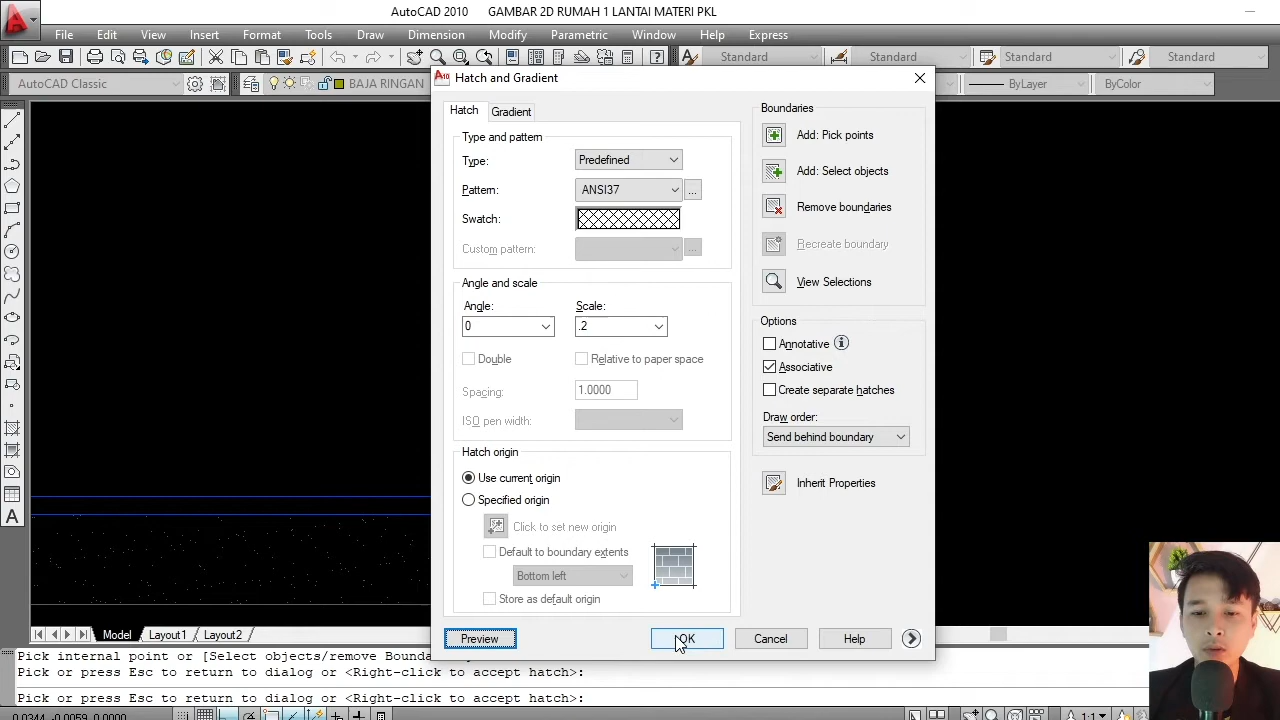 AutoCAD 2010 GAMBAR 2D RUMAH 1 LANTAI MATERI PKL
File Edit View Insert Format Tools Draw Dimension Modify Parametric Window Help Express
Standard Standard Standard Standard
AutoCAD Classic BAJA RINGAN ByLayer ByColor
Hatch and Gradient
Hatch Gradient
Type and pattern
Type: Predefined
Pattern: ANSI37 ...
Swatch:
Custom pattern: ...
Angle and scale
Angle: Scale:
0 .2
Double Relative to paper space
Spacing: 1.0000
ISO pen width:
Hatch origin
Use current origin
Specified origin
Click to set new origin
Default to boundary extents
Bottom left
Store as default origin
Boundaries
Add: Pick points
Add: Select objects
Remove boundaries
Recreate boundary
View Selections
Options
Annotative
Associative
Create separate hatches
Draw order:
Send behind boundary
Inherit Properties
Preview OK Cancel Help
A
Model Layout1 Layout2
Pick internal point or [Select objects/remove Bounda
Pick or press Esc to return to dialog or <Right-click to accept hatch>:
Pick or press Esc to return to dialog or <Right-click to accept hatch>:
0.0344, -0.0059, 0.0000 1:1